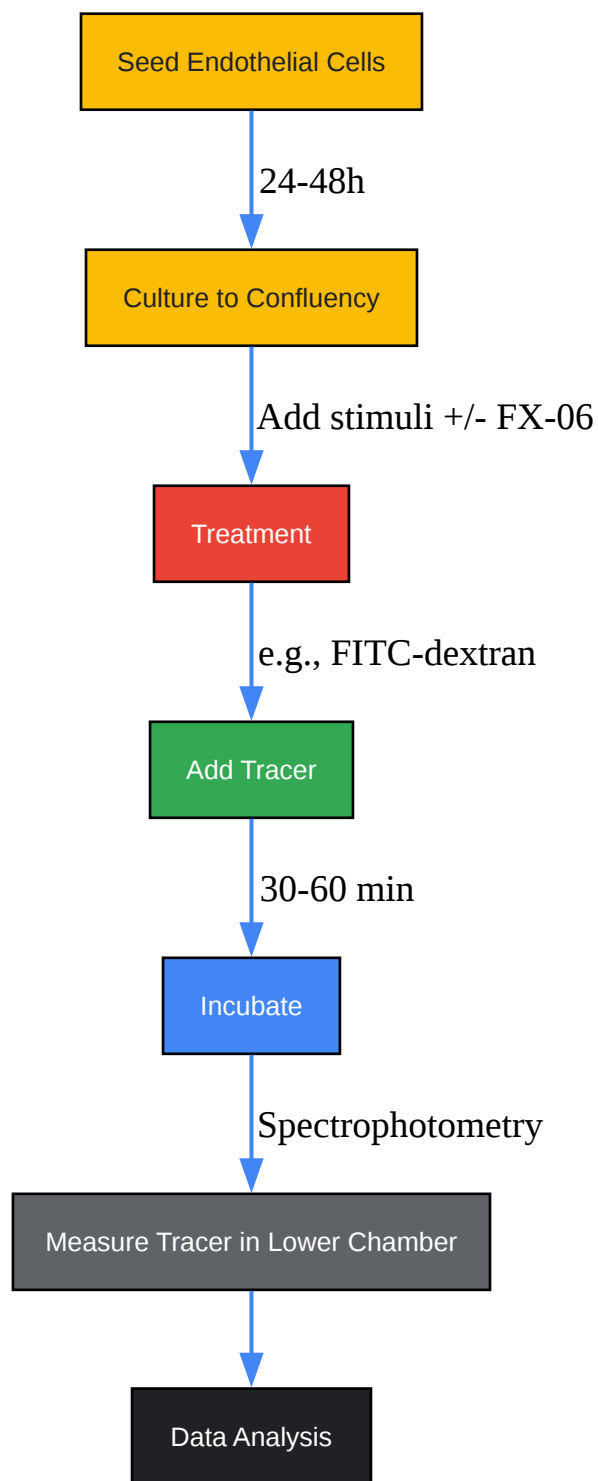 Seed Endothelial Cells
24-48h
Culture to Confluency
Add stimuli +/- FX-06
Treatment
e.g., FITC-dextran
Add Tracer
30-60 min
Incubate
Spectrophotometry
Measure Tracer in Lower Chamber
Data Analysis